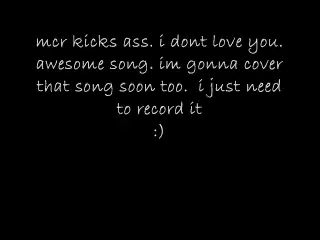 mcr kicks ass. i dont love you.
awesome song. im gonna cover
that song soon too.  i just need
to record it
:)